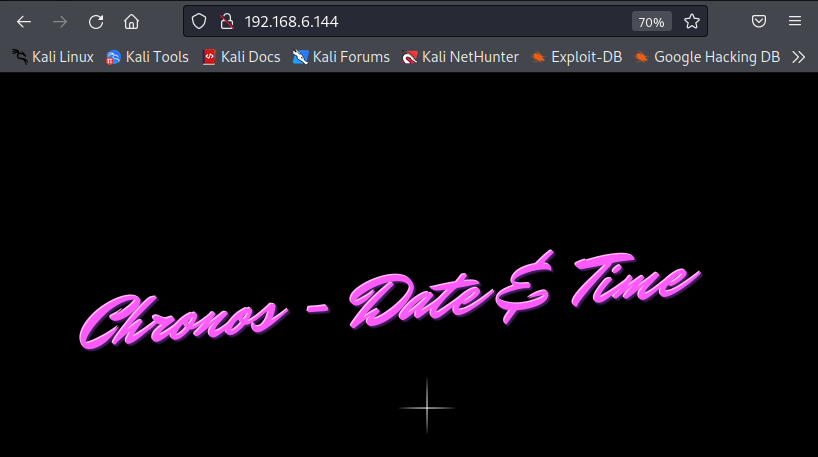 192.168.6.144
70%
Kali Linux Kali Tools Kali Docs Kali Forums Kali NetHunter Exploit-DB Google Hacking DB
Chronos - Date & Time